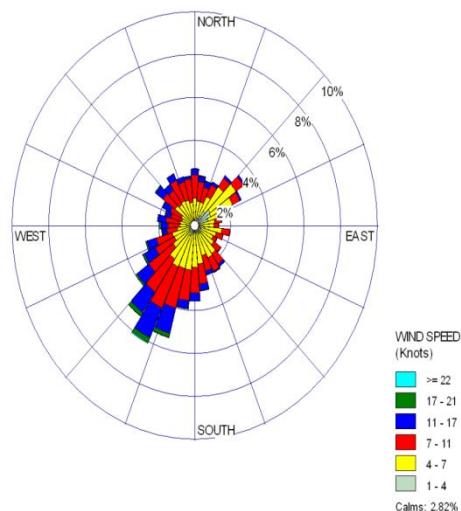 NORTH
10%
8%
6%
4%
2%
WEST
EAST
SOUTH
WIND SPEED
(Knots)
>= 22
17 - 21
11 - 17
7 - 11
4 - 7
1 - 4
Calms: 2.82%